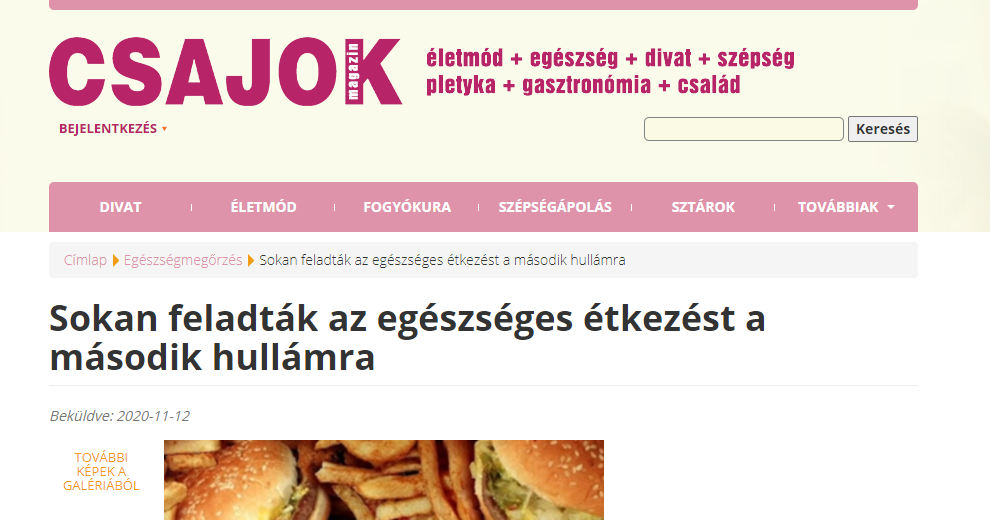 CSAJOK magazin
életmód + egészség + divat + szépség
pletyka + gasztronómia + család
BEJELENTKEZÉS
Keresés
DIVAT ÉLETMÓD FOGYÓKURA SZÉPSÉGÁPOLÁS SZTÁROK TOVÁBBIAK
Címlap Egészségmegőrzés Sokan feladták az egészséges étkezést a második hullámra
Sokan feladták az egészséges étkezést a
második hullámra
Beküldve: 2020-11-12
TOVÁBBI
KÉPEK A
GALÉRIÁBÓL